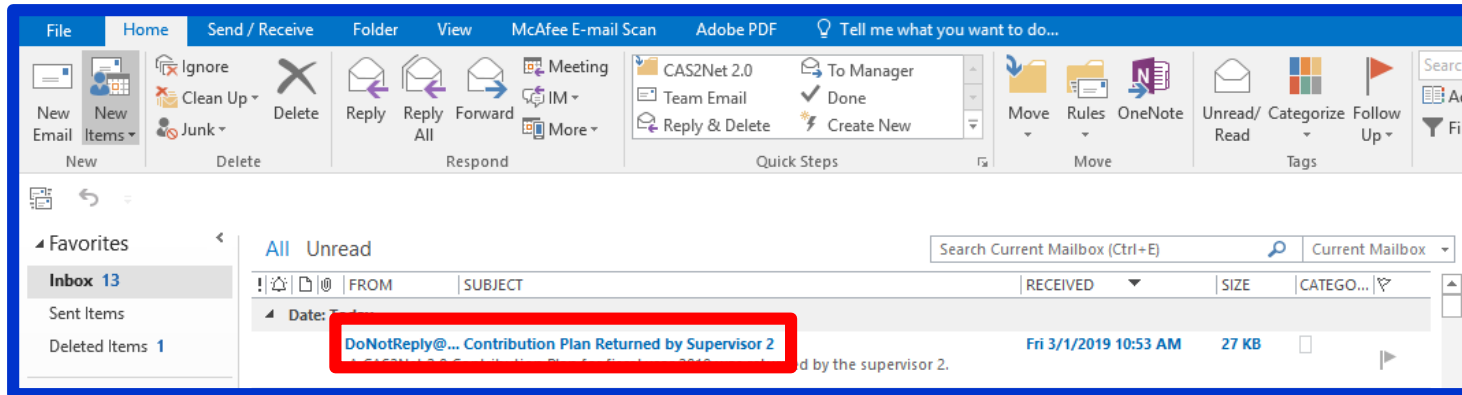 File Home Send / Receive Folder View McAfee E-mail Scan Adobe PDF Tell me what you want to do...
Ignore Meeting CAS2Net 2.0 To Manager
Clean Up IM Team Email Done
New Email New Items Junk Delete Reply Reply All Forward More Reply & Delete Create New Move Rules OneNote Unread/ Read Categorize Follow Up
New Delete Respond Quick Steps Move Tags
Favorites
All Unread Search Current Mailbox (Ctrl+E) Current Mailbox
Inbox 13
! FROM SUBJECT RECEIVED SIZE CATEGO...
Sent Items
Date: Today
Deleted Items 1
DoNotReply@... Contribution Plan Returned by Supervisor 2 Fri 3/1/2019 10:53 AM 27 KB
d by the supervisor 2.